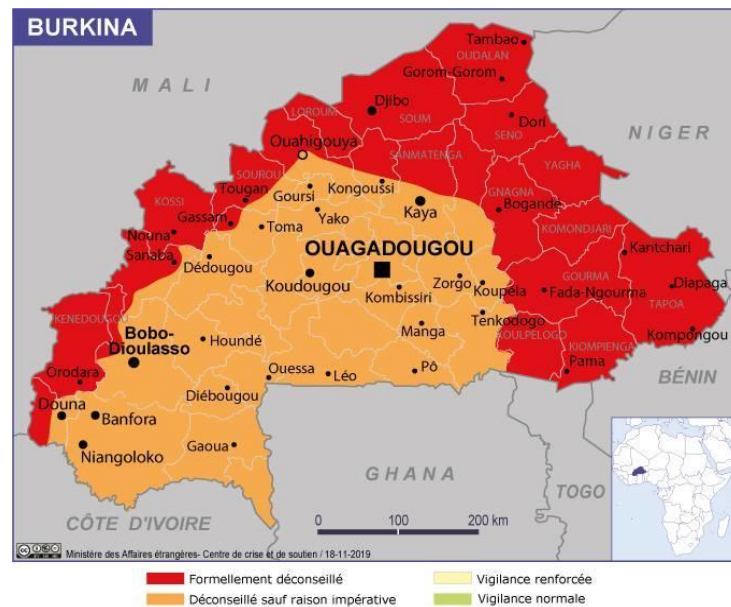 BURKINA
Tambao
OUDALAN
Gorom-Gorom
MALI
Djibo
LOROUM
SOUM
Dori
SENO
NIGER
Ouahigouya
SANMATENGA
YAGHA
SOUROU
Kongoussi
GNAGNA
Tougan
Goursi
KOSSI
Kaya
Bogande
Gassam
Yako
KOMONDJARI
Nouna
Toma
Sanaba
OUAGADOUGOU
Kantchari
Dédougou
GOURMA
Koudougou
Zorgo
Koupéla
Diapaga
Kombissiri
Fada-Ngourma
TAPOA
KENEDOUGOU
Tenkodogo
Manga
KOULPELOGO
Kompongou
Bobo-
Dioulasso
Houndé
KIOMPIENGA
Pama
Orodara
Ouessa
Léo
Pô
BÉNIN
Douna
Diébougou
Banfora
Gaoua
Niangoloko
GHANA
TOGO
CÔTE D'IVOIRE
0 100 200 km
Ministère des Affaires étrangères- Centre de crise et de soutien / 18-11-2019
Formellement déconseillé
Vigilance renforcée
Déconseillé sauf raison impérative
Vigilance normale